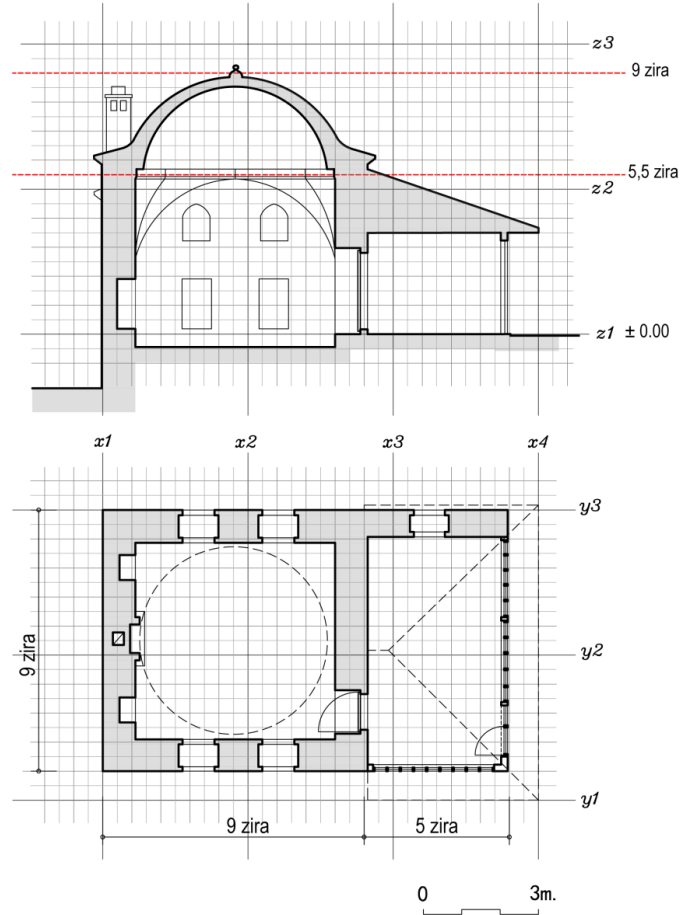 z3
9 zira
5,5 zira
z2
z1 ± 0.00
x1 x2 x3 x4
y3
9 zira
y2
y1
9 zira 5 zira
0 3m.